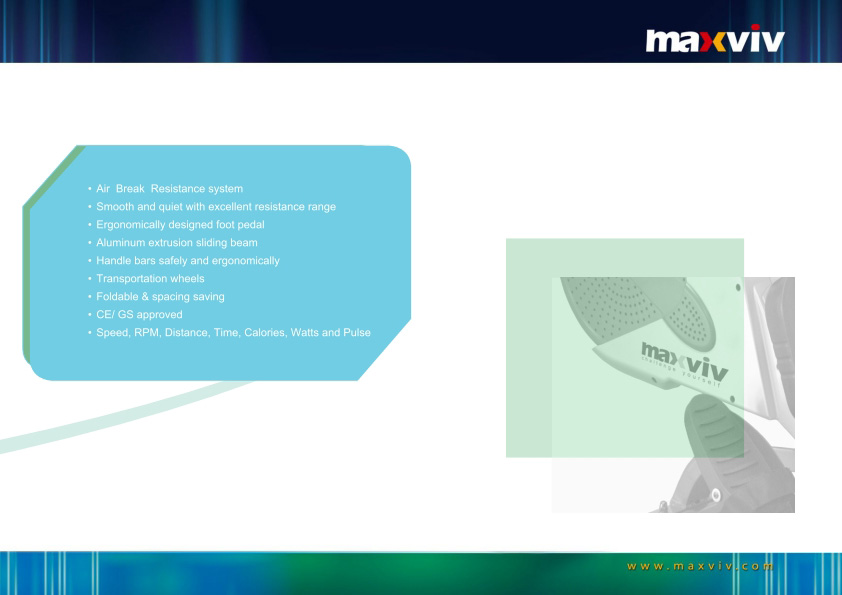 maxviv
• Air Break Resistance system
• Smooth and quiet with excellent resistance range
• Ergonomically designed foot pedal
• Aluminum extrusion sliding beam
• Handle bars safely and ergonomically
• Transportation wheels
• Foldable & spacing saving
• CE/ GS approved
• Speed, RPM, Distance, Time, Calories, Watts and Pulse
maxviv
challenge yourself
www.maxviv.com